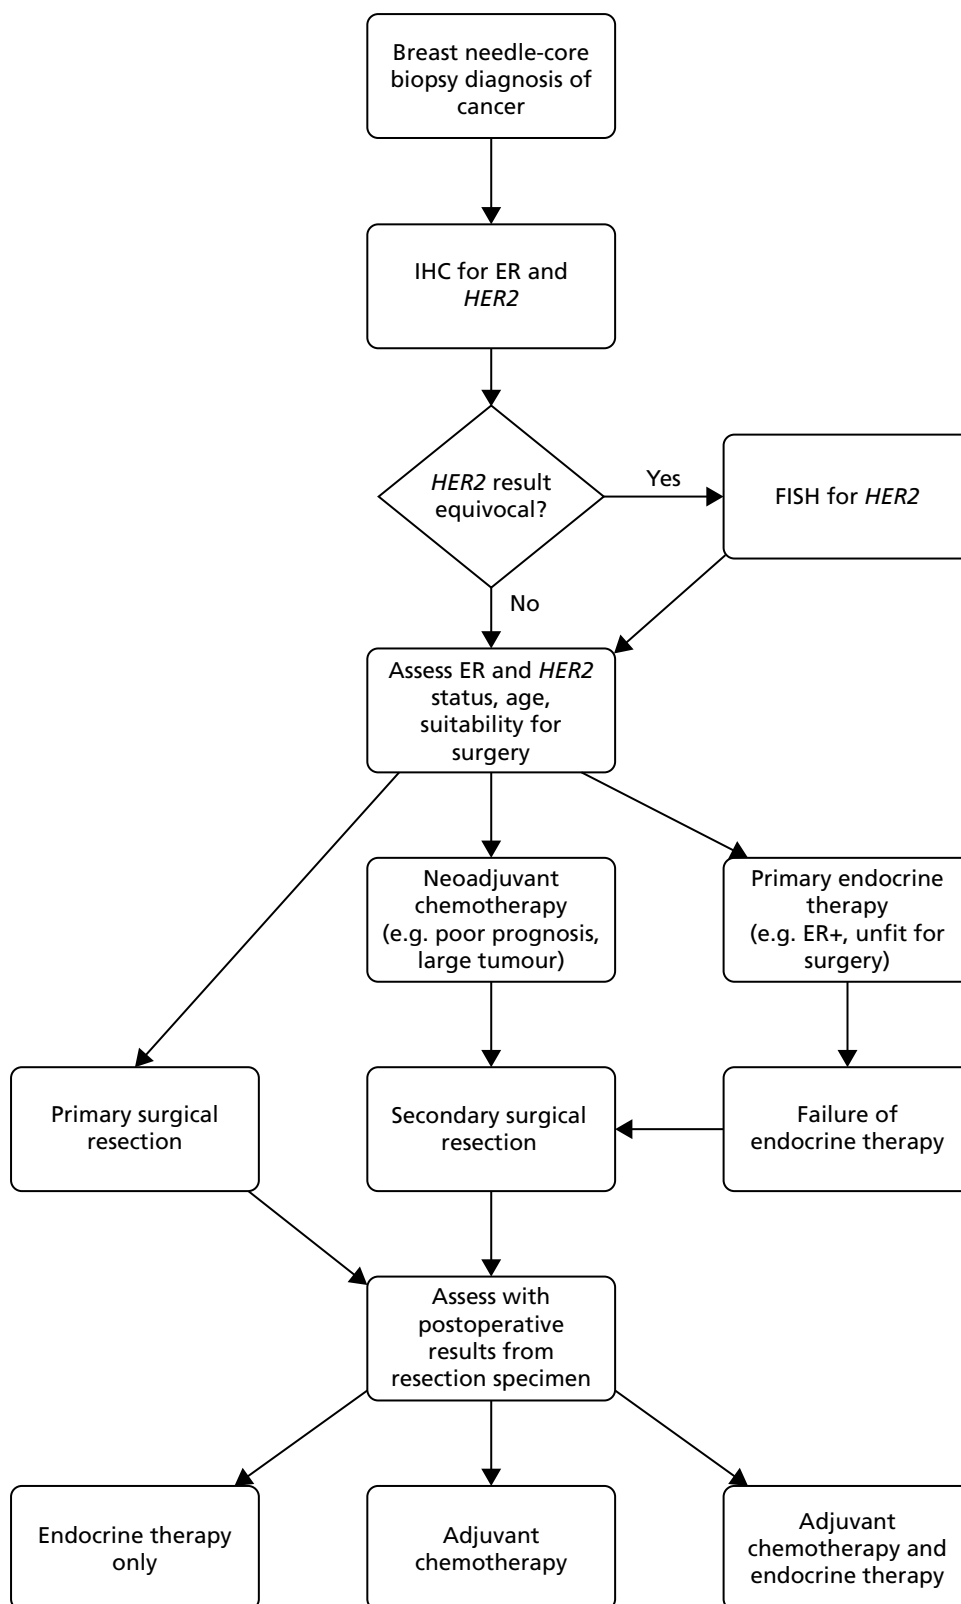 Breast needle-core
biopsy diagnosis of
cancer
IHC for ER and
HER2
HER2 result
equivocal?
Yes
FISH for HER2
No
Assess ER and HER2
status, age,
suitability for
surgery
Neoadjuvant
chemotherapy
(e.g. poor prognosis,
large tumour)
Primary endocrine
therapy
(e.g. ER+, unfit for
surgery)
Primary surgical
resection
Secondary surgical
resection
Failure of
endocrine therapy
Assess with
postoperative
results from
resection specimen
Endocrine therapy
only
Adjuvant
chemotherapy
Adjuvant
chemotherapy and
endocrine therapy